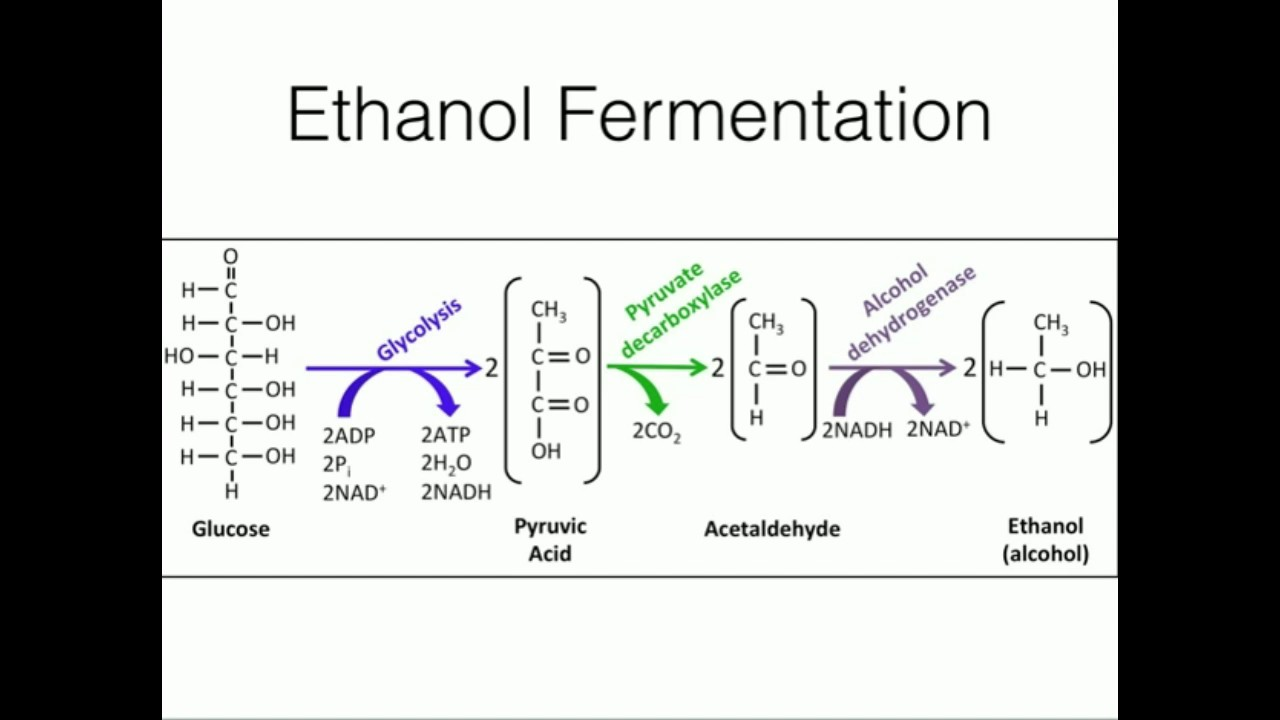 Ethanol Fermentation
O
H—C
H—C—OH
HO—C—H
H—C—OH
H—C—OH
H—C—OH
H
Glucose
Glycolysis
2ADP
2Pᵢ
2NAD⁺
2ATP
2H₂O
2NADH
2
CH₃
C=O
C=O
OH
Pyruvic
Acid
Pyruvate
decarboxylase
2CO₂
2
CH₃
C=O
H
Acetaldehyde
Alcohol
dehydrogenase
2NADH
2NAD⁺
2
CH₃
H—C—OH
H
Ethanol
(alcohol)